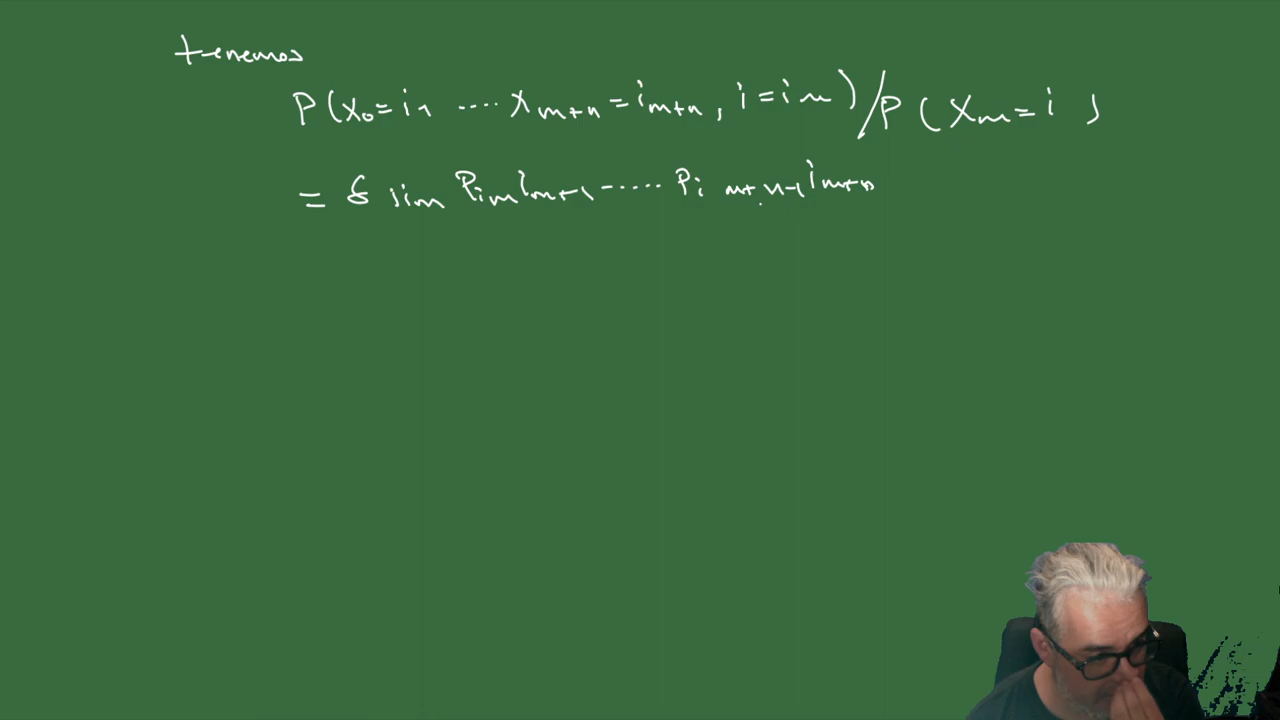 tenemos
P(X₀=i₁ .... X_{m+n}=i_{m+n}, i=i_m)/P(X_m=i)
= δ_{i i_m} P_{i_m i_{m+1}} ...... P_{i_{m+n-1} i_{m+n}}